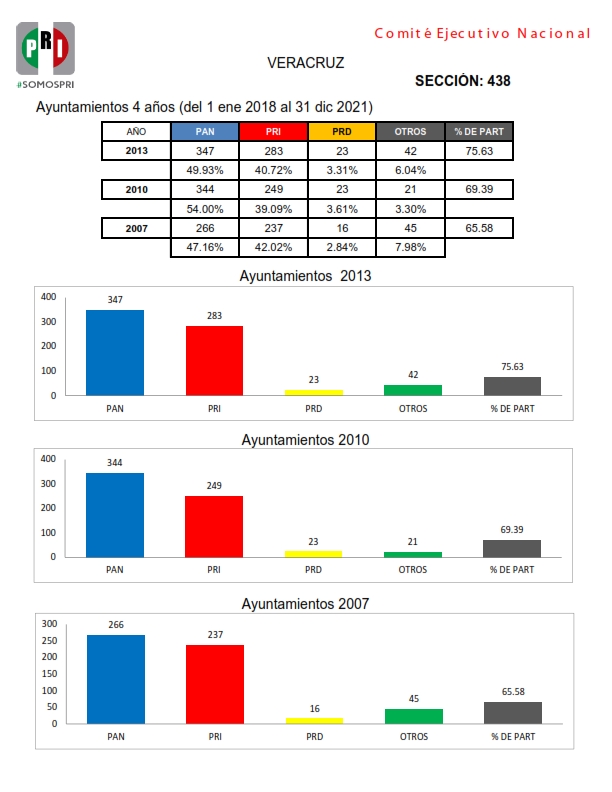 PRI
#SOMOSPRI
Comité Ejecutivo Nacional
VERACRUZ
SECCIÓN: 438
Ayuntamientos 4 años (del 1 ene 2018 al 31 dic 2021)
AÑO PAN PRI PRD OTROS % DE PART
2013 347 283 23 42 75.63
49.93% 40.72% 3.31% 6.04%
2010 344 249 23 21 69.39
54.00% 39.09% 3.61% 3.30%
2007 266 237 16 45 65.58
47.16% 42.02% 2.84% 7.98%
Ayuntamientos 2013
400
347
300
283
200
100
75.63
23
42
0
PAN PRI PRD OTROS % DE PART
Ayuntamientos 2010
400
344
300
249
200
100
69.39
23
21
0
PAN PRI PRD OTROS % DE PART
Ayuntamientos 2007
300
266
250
237
200
150
100
65.58
50
16
45
0
PAN PRI PRD OTROS % DE PART